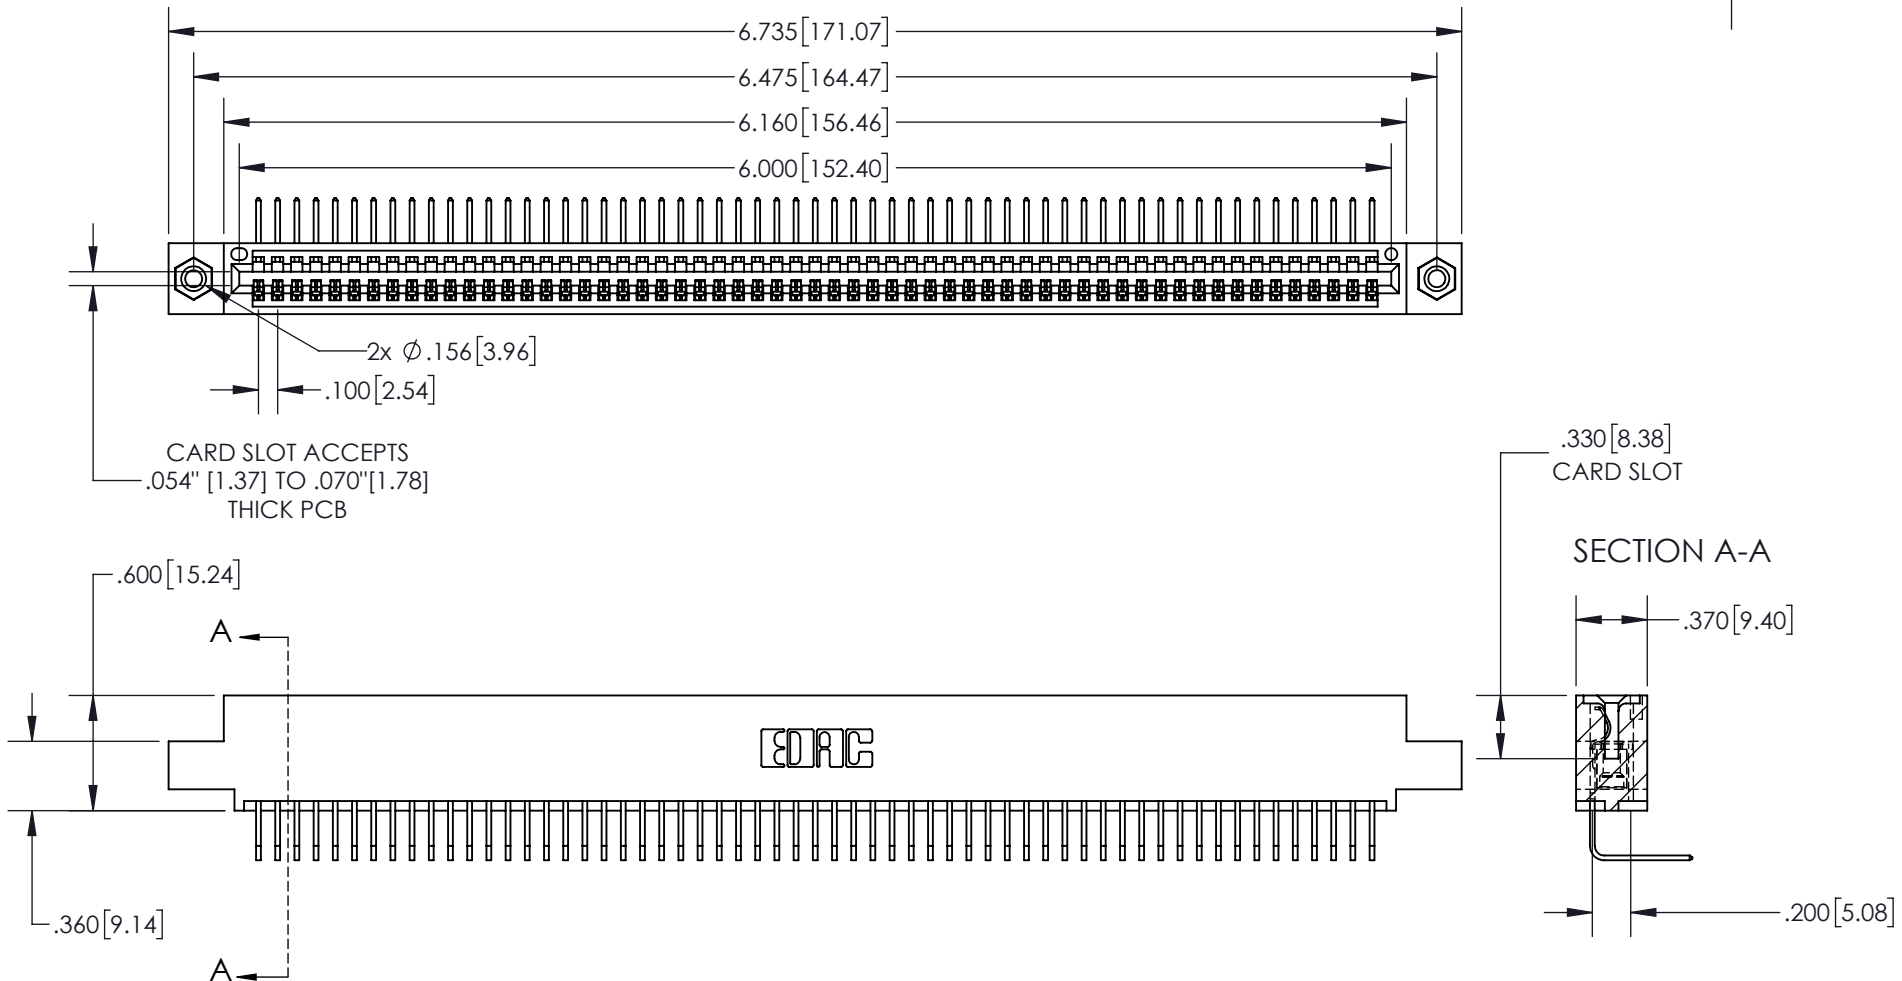 6.735[171.07]
6.475[164.47]
6.160[156.46]
6.000[152.40]
2x ∅.156[3.96]
.100[2.54]
CARD SLOT ACCEPTS
.054" [1.37] TO .070"[1.78]
THICK PCB
.330[8.38]
CARD SLOT
SECTION A-A
.600[15.24]
.370[9.40]
A
EDAC
.360[9.14]
.200[5.08]
A